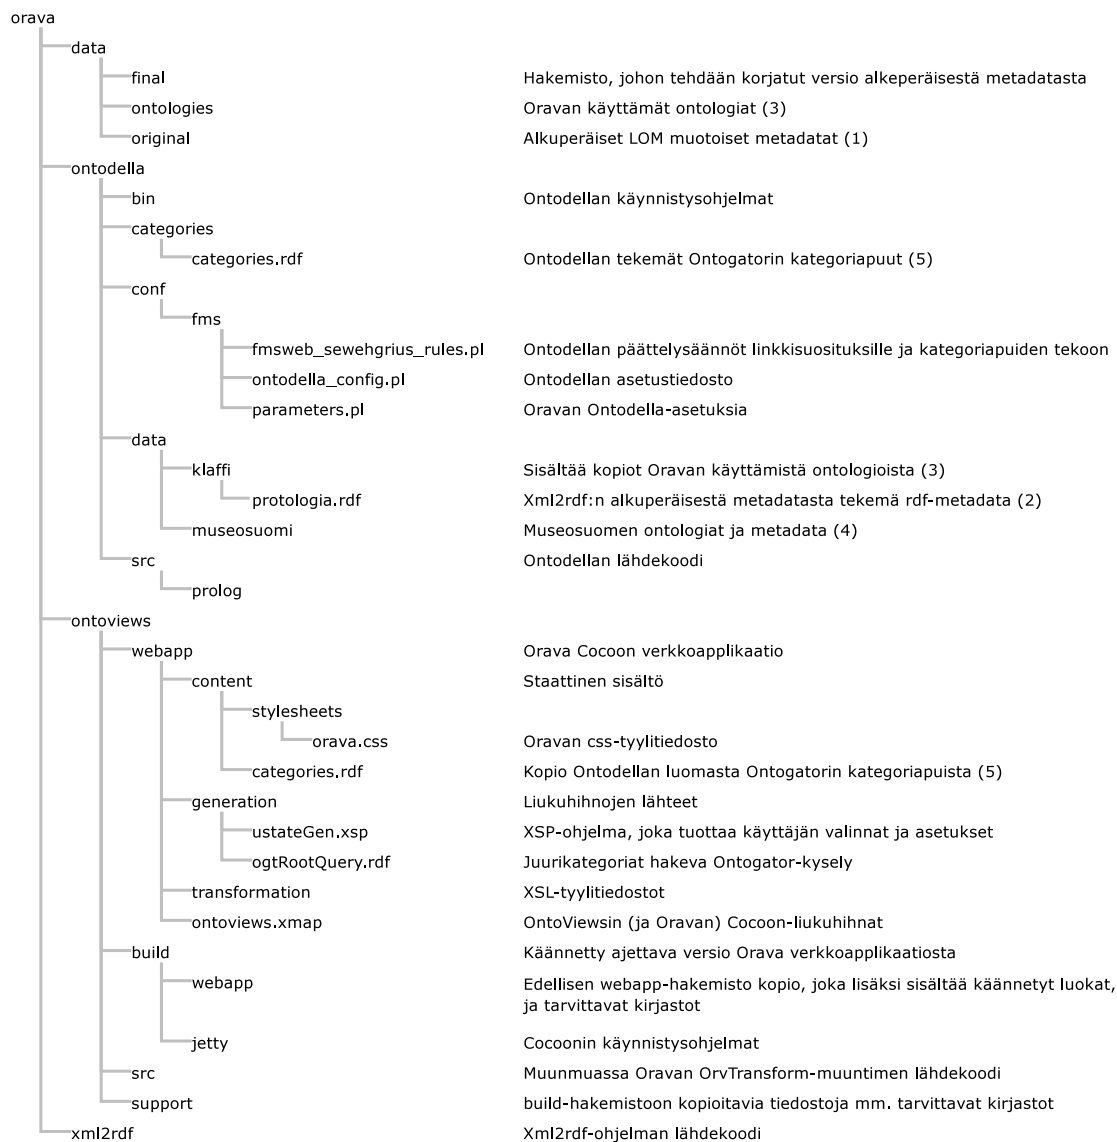 orava
data
final Hakemisto, johon tehdään korjatut versio alkeperäisestä metadatasta
ontologies Oravan käyttämät ontologiat (3)
original Alkuperäiset LOM muotoiset metadatat (1)
ontodella
bin Ontodellan käynnistysohjelmat
categories
categories.rdf Ontodellan tekemät Ontogatorin kategoriapuut (5)
conf
fms
fmsweb_sewehgrius_rules.pl Ontodellan päättelysäännöt linkkisuosituksille ja kategoriapuiden tekoon
ontodella_config.pl Ontodellan asetustiedosto
parameters.pl Oravan Ontodella-asetuksia
data
klaffi Sisältää kopiot Oravan käyttämistä ontologioista (3)
protologia.rdf Xml2rdf:n alkuperäisestä metadatasta tekemä rdf-metadata (2)
museosuomi Museosuomen ontologiat ja metadata (4)
src Ontodellan lähdekoodi
prolog
ontoviews
webapp Orava Cocoon verkkoapplikaatio
content Staattinen sisältö
stylesheets
orava.css Oravan css-tyylitiedosto
categories.rdf Kopio Ontodellan luomasta Ontogatorin kategoriapuista (5)
generation Liukuhihnojen lähteet
ustateGen.xsp XSP-ohjelma, joka tuottaa käyttäjän valinnat ja asetukset
ogtRootQuery.rdf Juurikategoriat hakeva Ontogator-kysely
transformation XSL-tyylitiedostot
ontoviews.xmap OntoViewsin (ja Oravan) Cocoon-liukuhihnat
build Käännetty ajettava versio Orava verkkoapplikaatiosta
webapp Edellisen webapp-hakemisto kopio, joka lisäksi sisältää käännetyt luokat,
ja tarvittavat kirjastot
jetty Cocoonin käynnistysohjelmat
src Muunmuassa Oravan OrvTransform-muuntimen lähdekoodi
support build-hakemistoon kopioitavia tiedostoja mm. tarvittavat kirjastot
xml2rdf Xml2rdf-ohjelman lähdekoodi